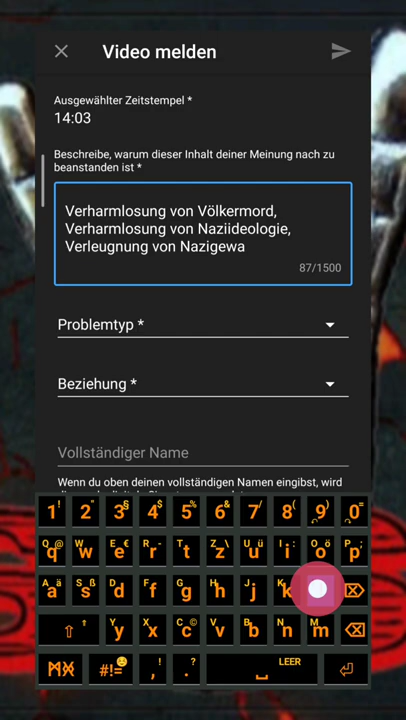 Video melden
Ausgewählter Zeitstempel *
14:03
Beschreibe, warum dieser Inhalt deiner Meinung nach zu
beanstanden ist *
Verharmlosung von Völkermord,
Verharmlosung von Naziideologie,
Verleugnung von Nazigewa
87/1500
Problemtyp *
Beziehung *
Vollständiger Name
Wenn du oben deinen vollständigen Namen eingibst, wird
1 ! 2 " 3 § 4 $ 5 % 6 & 7 / 8 ( 9 ) 0 =
q @ w e € r - t z \ u ü i : o ö p ;
a ä s ß d f g h j k
y x c © v b n m
#!= , ! . ? LEER